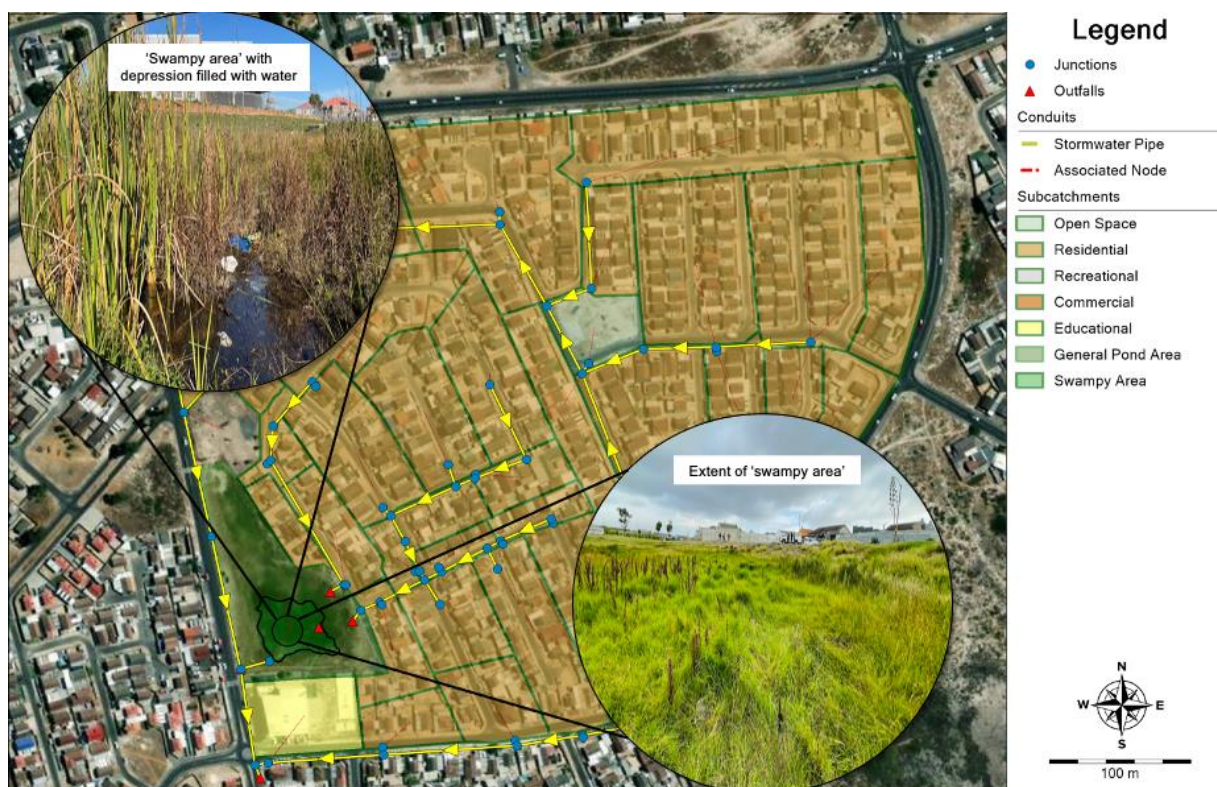 ‘Swampy area’ with
depression filled with water
Extent of ‘swampy area’
Legend
Junctions
Outfalls
Conduits
Stormwater Pipe
Associated Node
Subcatchments
Open Space
Residential
Recreational
Commercial
Educational
General Pond Area
Swampy Area
N
W E
S
100 m